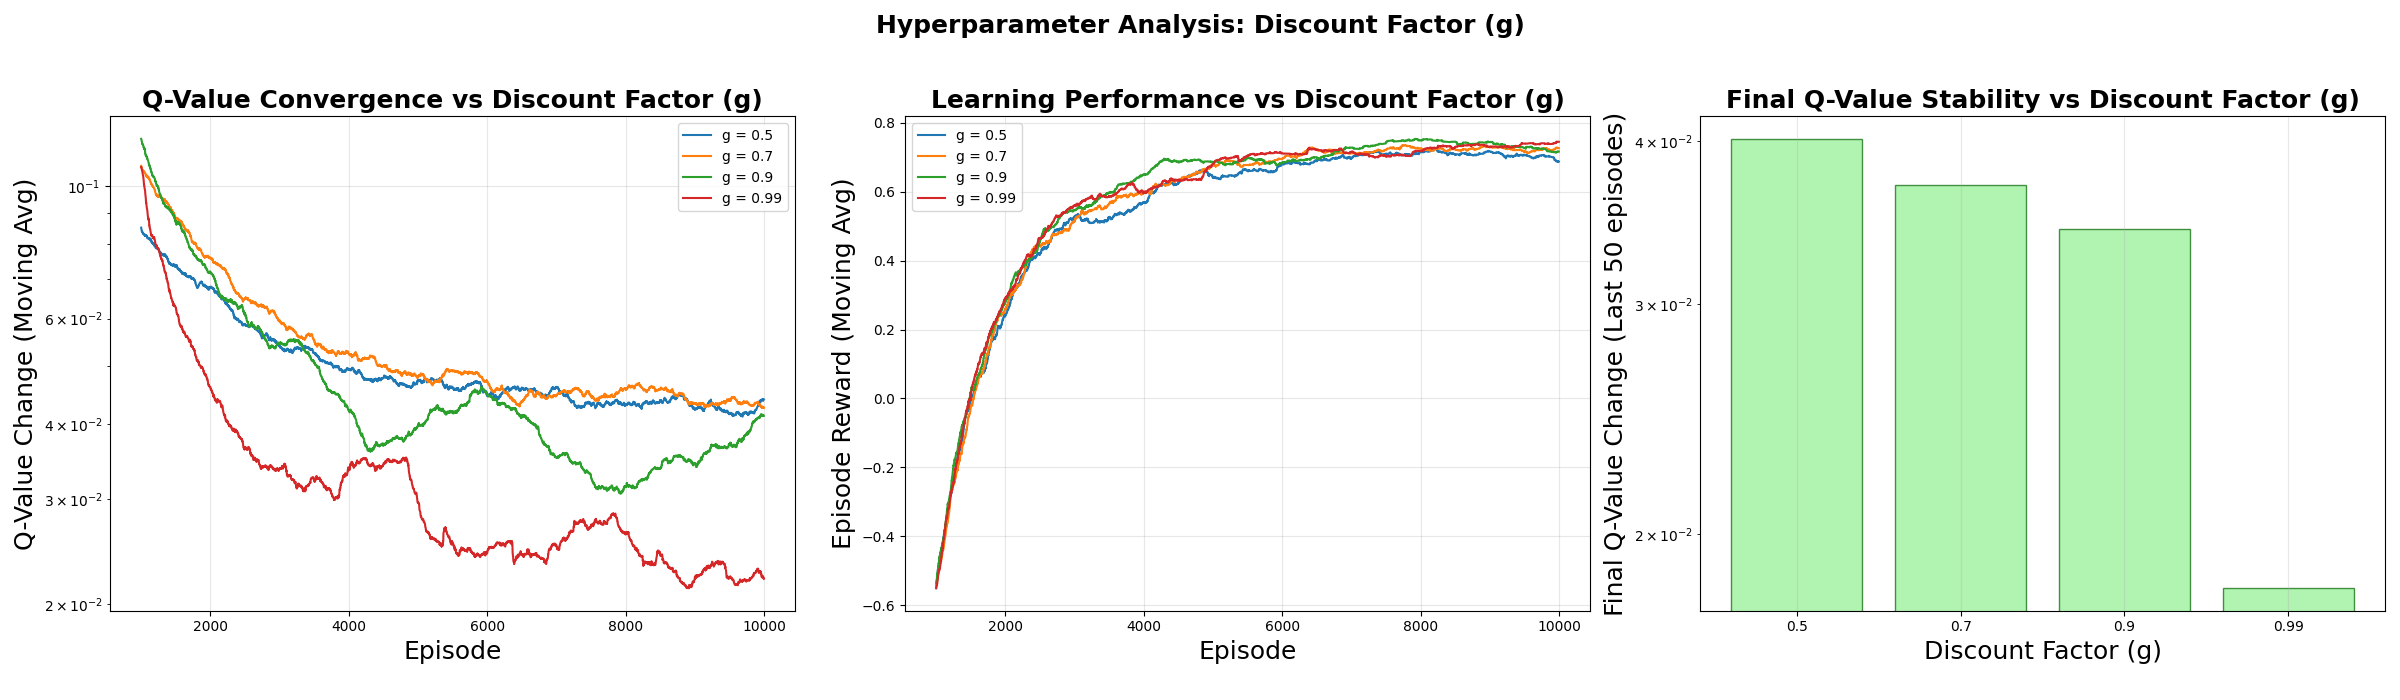 Hyperparameter Analysis: Discount Factor (g)
Q-Value Convergence vs Discount Factor (g)
Q-Value Change (Moving Avg)
10⁻¹
6 × 10⁻²
4 × 10⁻²
3 × 10⁻²
2 × 10⁻²
g = 0.5
g = 0.7
g = 0.9
g = 0.99
2000 4000 6000 8000 10000
Episode
Learning Performance vs Discount Factor (g)
Episode Reward (Moving Avg)
0.8
0.6
0.4
0.2
0.0
−0.2
−0.4
−0.6
g = 0.5
g = 0.7
g = 0.9
g = 0.99
2000 4000 6000 8000 10000
Episode
Final Q-Value Stability vs Discount Factor (g)
Final Q-Value Change (Last 50 episodes)
4 × 10⁻²
3 × 10⁻²
2 × 10⁻²
0.5 0.7 0.9 0.99
Discount Factor (g)